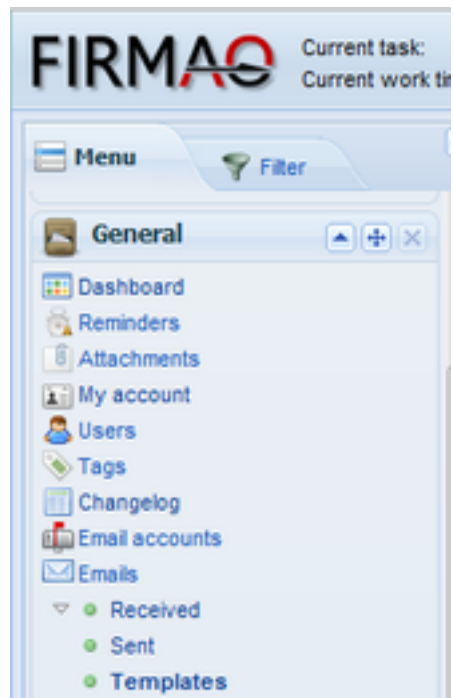 FIRMAO
Current task:
Current work
Menu
Filter
General
Dashboard
Reminders
Attachments
My account
Users
Tags
Changelog
Email accounts
Emails
Received
Sent
Templates